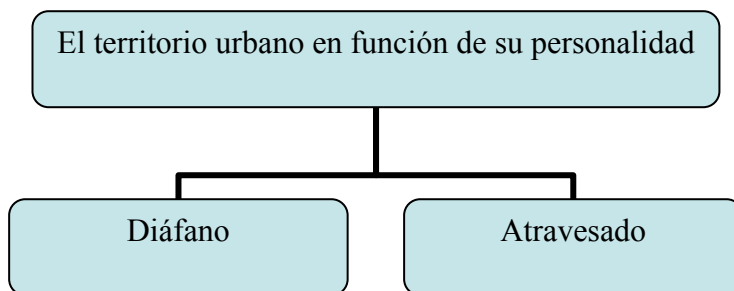 El territorio urbano en función de su personalidad
Diáfano
Atravesado